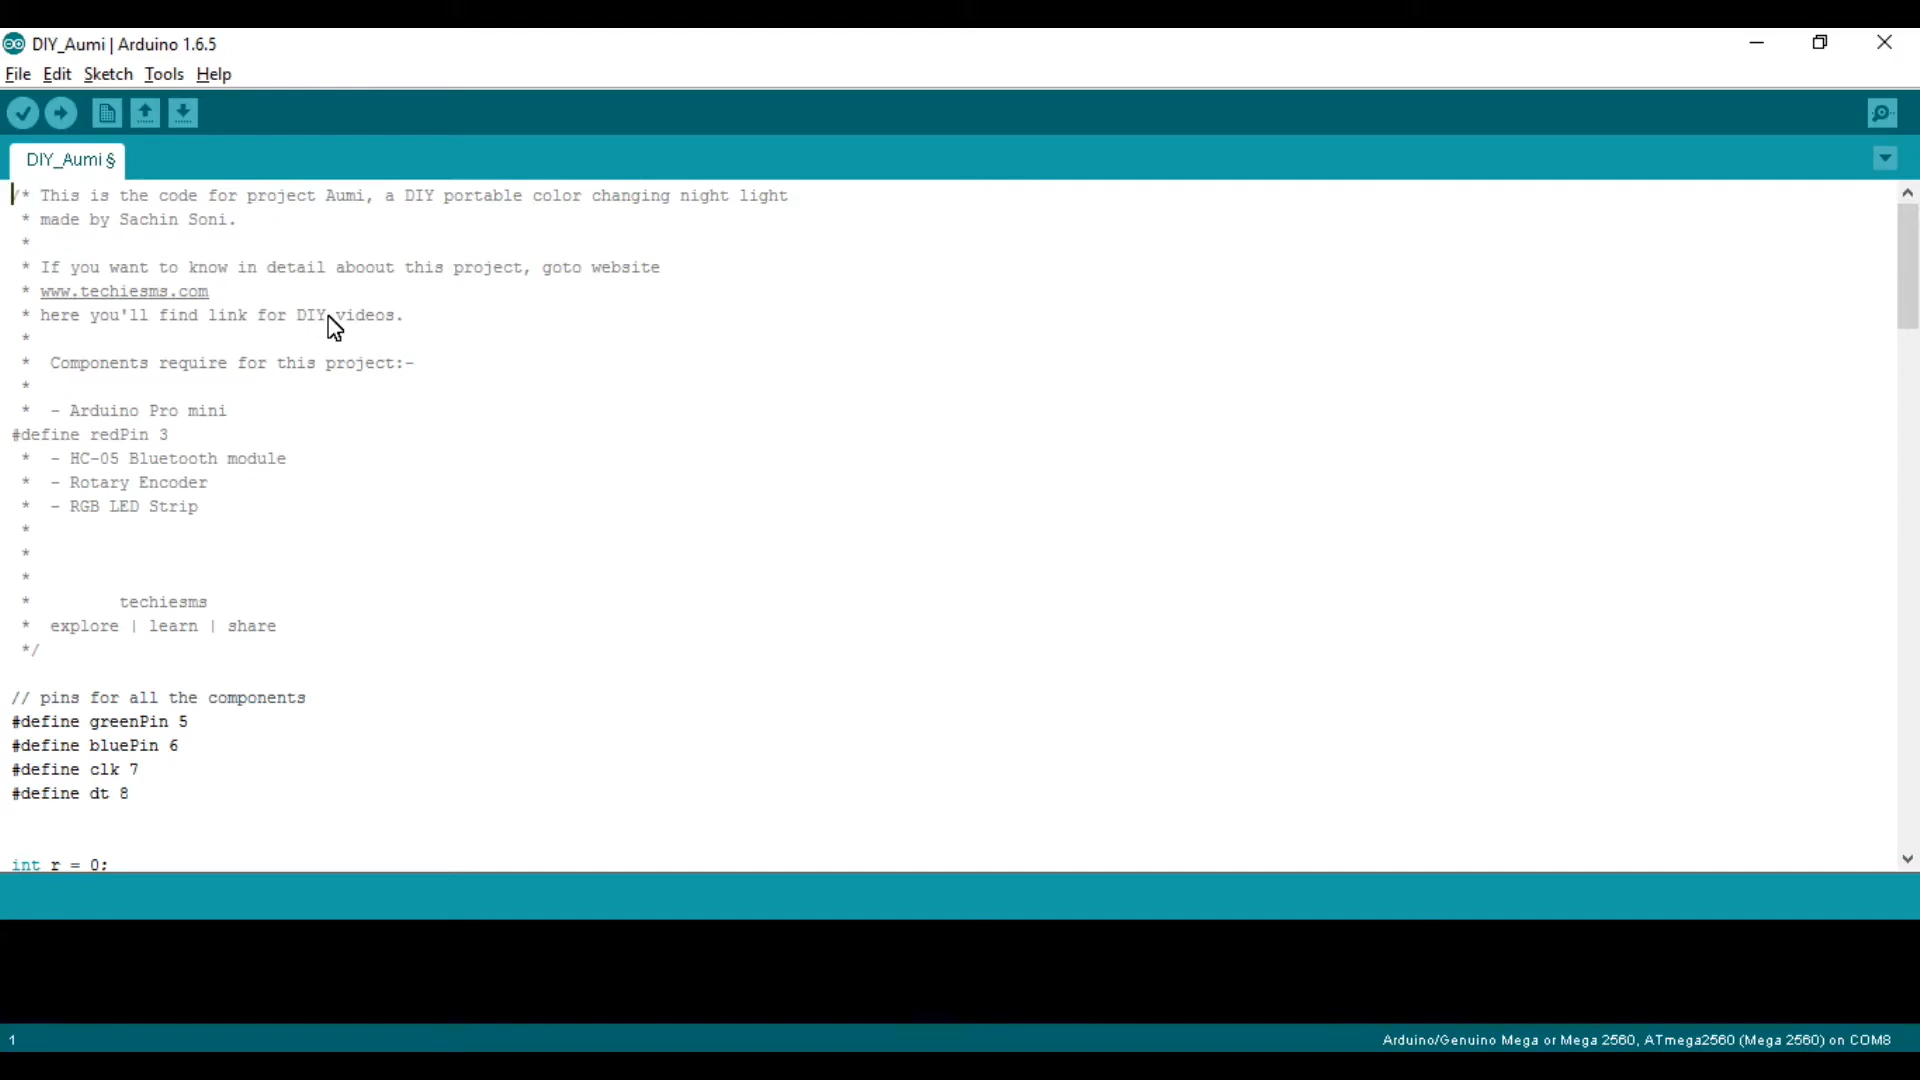 DIY_Aumi | Arduino 1.6.5
File Edit Sketch Tools Help
DIY_Aumi §
/* This is the code for project Aumi, a DIY portable color changing night light
* made by Sachin Soni.
*
* If you want to know in detail aboout this project, goto website
* www.techiesms.com
* here you'll find link for DIY videos.
*
* Components require for this project:-
*
* - Arduino Pro mini
#define redPin 3
* - HC-05 Bluetooth module
* - Rotary Encoder
* - RGB LED Strip
*
*
*
* techiesms
* explore | learn | share
*/
// pins for all the components
#define greenPin 5
#define bluePin 6
#define clk 7
#define dt 8
int r = 0;
1
Arduino/Genuino Mega or Mega 2560, ATmega2560 (Mega 2560) on COM8